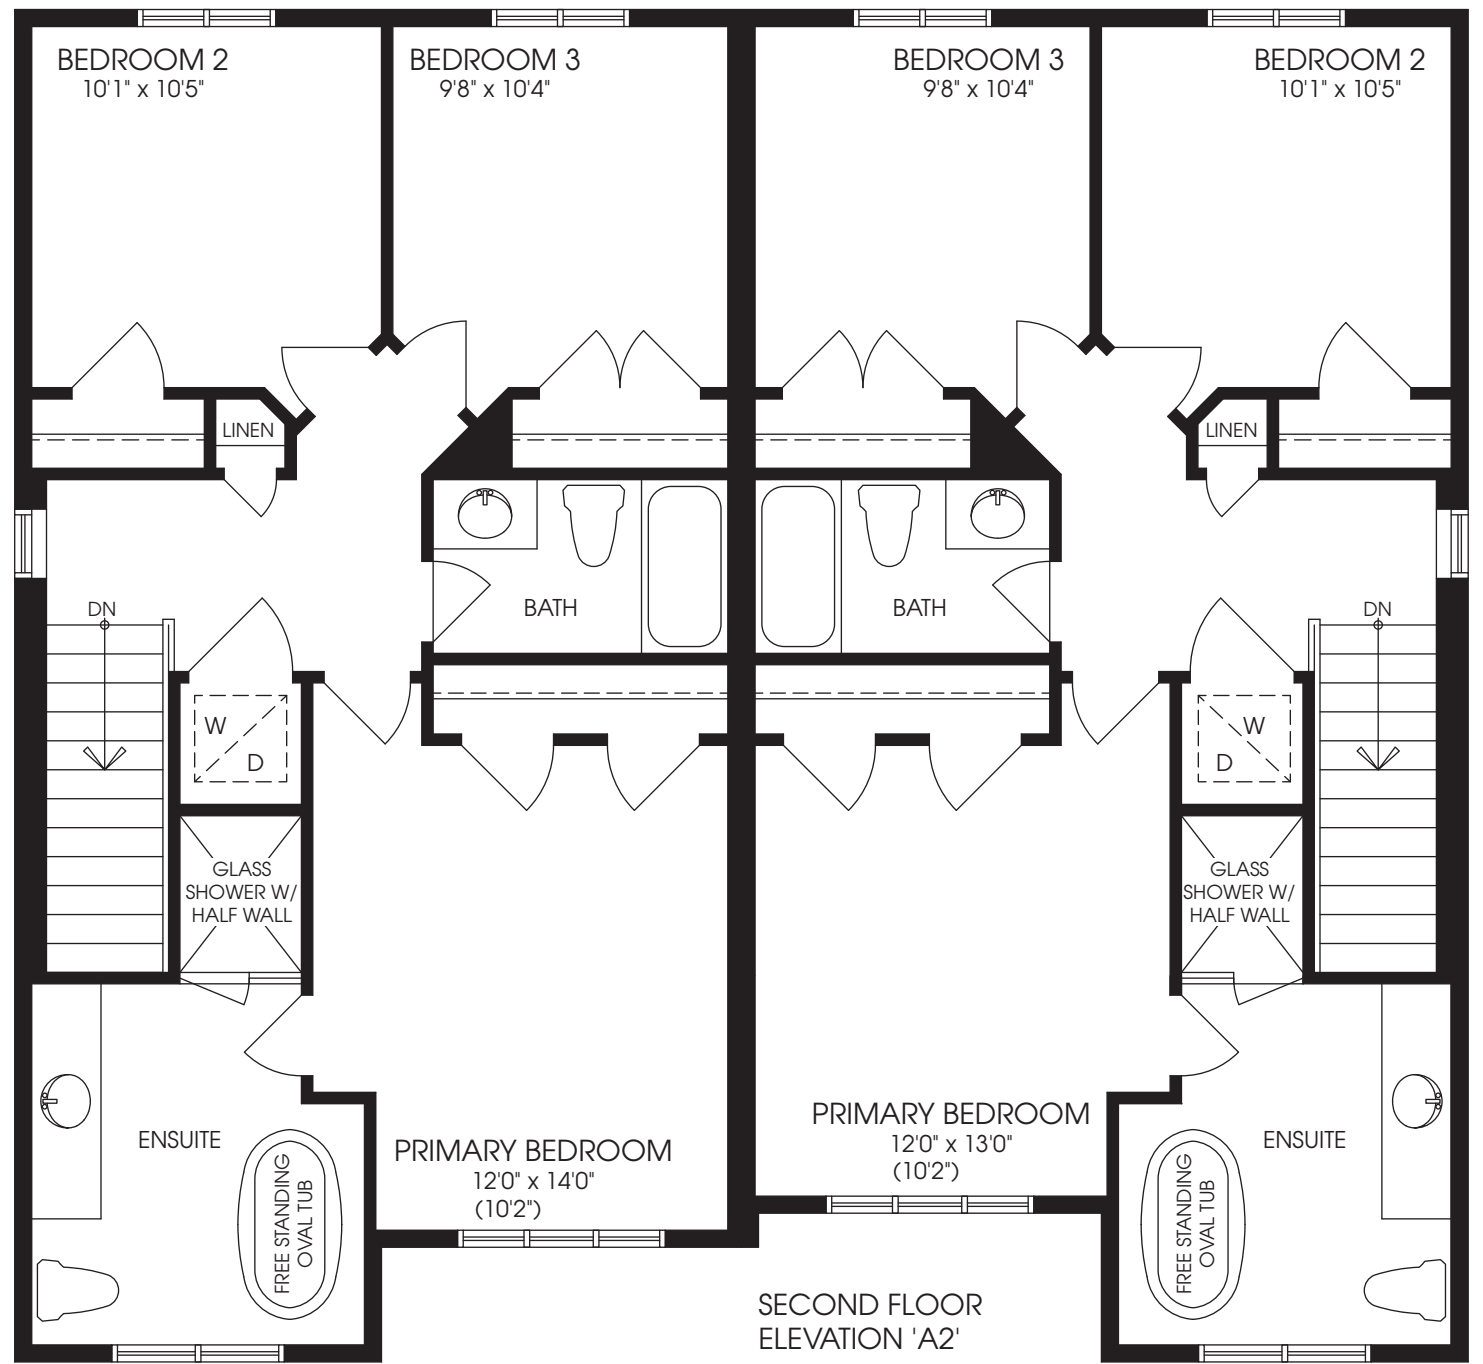 BEDROOM 2
10'1" x 10'5"
BEDROOM 3
9'8" x 10'4"
BEDROOM 3
9'8" x 10'4"
BEDROOM 2
10'1" x 10'5"
LINEN
LINEN
DN
BATH
BATH
DN
W
D
W
D
GLASS
SHOWER W/
HALF WALL
GLASS
SHOWER W/
HALF WALL
ENSUITE
FREE STANDING
OVAL TUB
PRIMARY BEDROOM
12'0" x 14'0"
(10'2")
PRIMARY BEDROOM
12'0" x 13'0"
(10'2")
FREE STANDING
OVAL TUB
ENSUITE
SECOND FLOOR
ELEVATION 'A2'